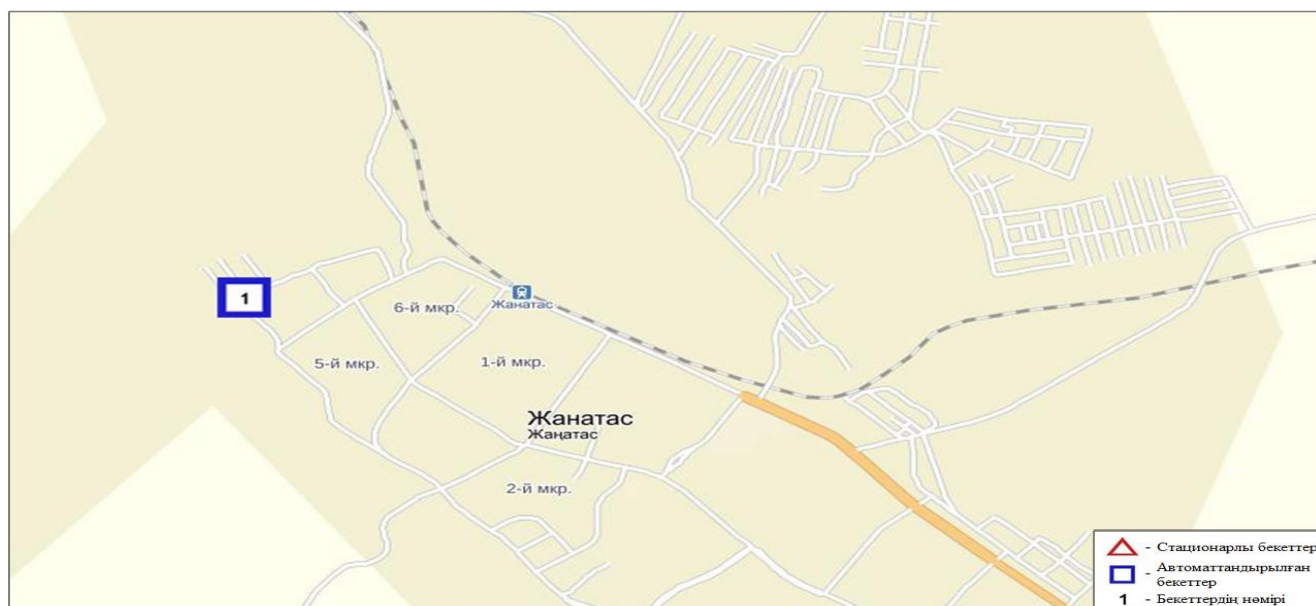 1
6-й мкр.
Жанатас
5-й мкр.
1-й мкр.
Жанатас
Жаңатас
2-й мкр.
- Стационарлы бекеттер
- Автоматтандырылған
бекеттер
1 - Бекеттердің нөмірі